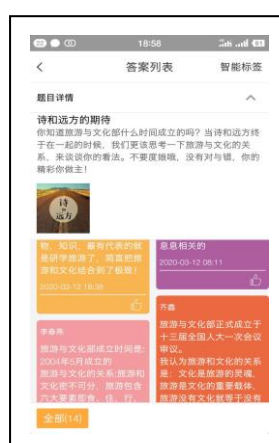 18:58
答案列表
智能标签
题目详情
诗和远方的期待
你知道旅游与文化部什么时间成立的吗？当诗和远方终
于在一起的时候，我们更该思考一下旅游与文化的关
系，来谈谈你的看法。不要度娘哦，没有对与错，你的
精彩你做主！
诗
远方
物、知识，最有代表的就
是研学旅游了，简直把旅
游和文化结合到了极致！
2020-03-12 18:36
息息相关的
2020-03-12 08:11
旅游与文化部成立时间是:
2004年5月成立的
旅游与文化的关系:旅游和
文化密不可分，旅游包含
六大要素即食、住、行、
齐鑫
旅游与文化部正式成立于
十三届全国人大一次会议
审议。
我认为旅游和文化的关系
是：文化是旅游的灵魂，
旅游是文化的重要载体，
旅游没有文化就等于没有
全部(14)